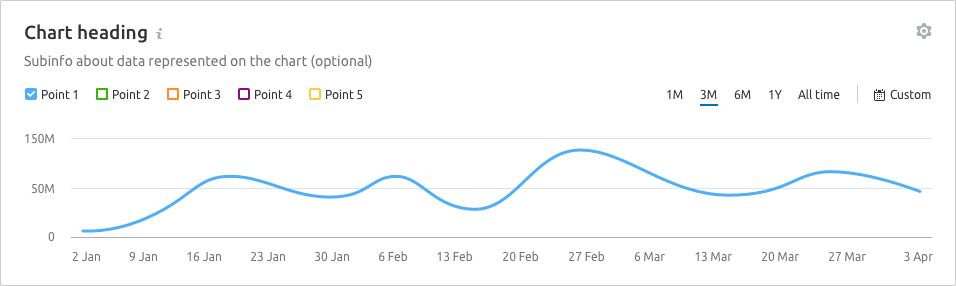 Chart heading i
Subinfo about data represented on the chart (optional)
Point 1 Point 2 Point 3 Point 4 Point 5 1M 3M 6M 1Y All time Custom
150M
50M
0
2 Jan 9 Jan 16 Jan 23 Jan 30 Jan 6 Feb 13 Feb 20 Feb 27 Feb 6 Mar 13 Mar 20 Mar 27 Mar 3 Apr